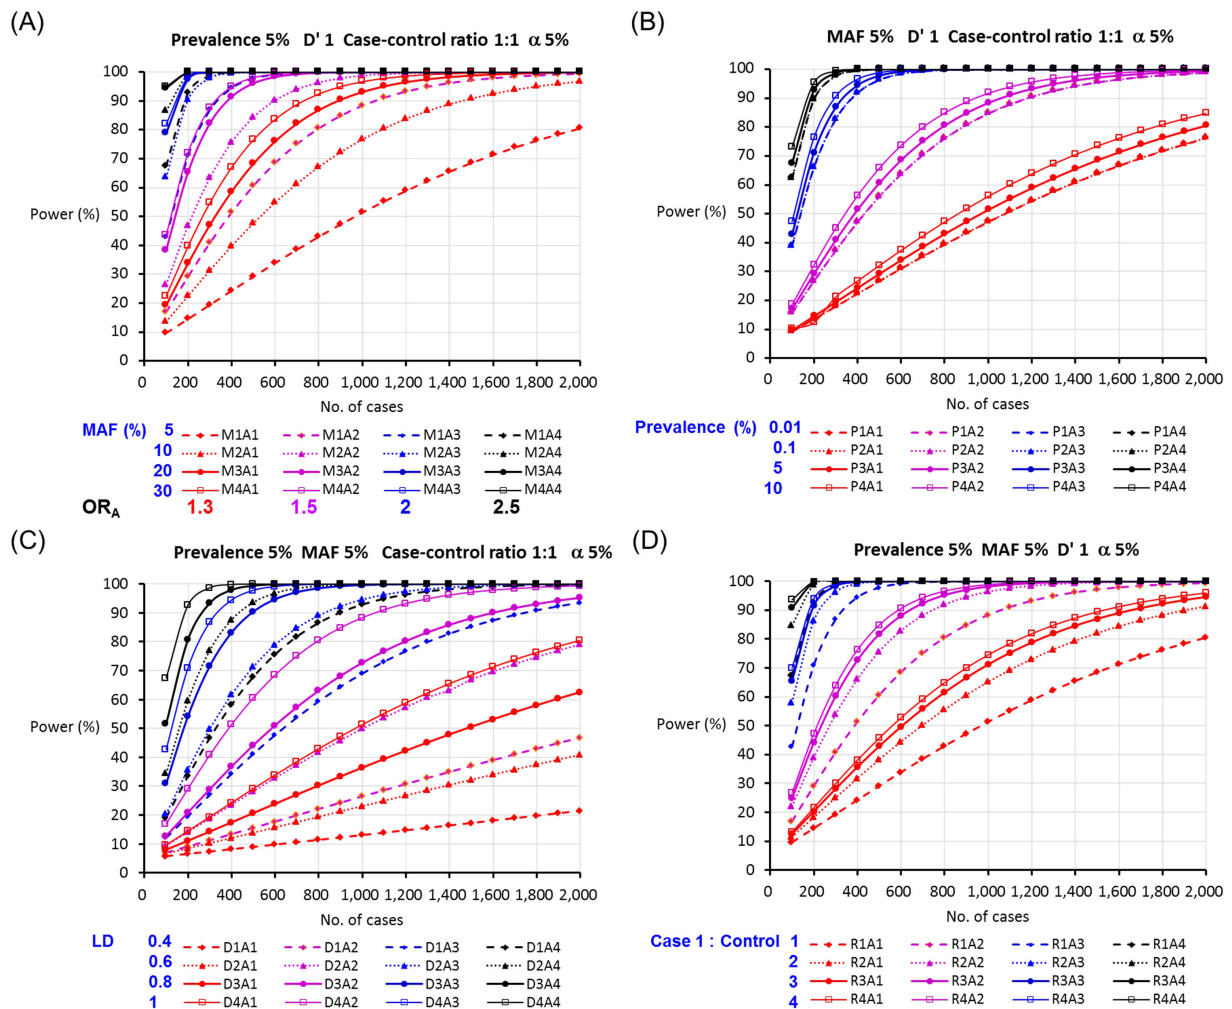 (A)
Prevalence 5% D' 1 Case-control ratio 1:1 α 5%
100
90
80
70
60
Power (%) 50
40
30
20
10
0
0 200 400 600 800 1,000 1,200 1,400 1,600 1,800 2,000
No. of cases
MAF (%) 5 M1A1 M1A2 M1A3 M1A4
10 M2A1 M2A2 M2A3 M2A4
20 M3A1 M3A2 M3A3 M3A4
30 M4A1 M4A2 M4A3 M4A4
ORA 1.3 1.5 2 2.5
(B)
MAF 5% D' 1 Case-control ratio 1:1 α 5%
100
90
80
70
60
Power (%) 50
40
30
20
10
0
0 200 400 600 800 1,000 1,200 1,400 1,600 1,800 2,000
No. of cases
Prevalence (%) 0.01 P1A1 P1A2 P1A3 P1A4
0.1 P2A1 P2A2 P2A3 P2A4
5 P3A1 P3A2 P3A3 P3A4
10 P4A1 P4A2 P4A3 P4A4
(C)
Prevalence 5% MAF 5% Case-control ratio 1:1 α 5%
100
90
80
70
60
Power (%) 50
40
30
20
10
0
0 200 400 600 800 1,000 1,200 1,400 1,600 1,800 2,000
No. of cases
LD 0.4 D1A1 D1A2 D1A3 D1A4
0.6 D2A1 D2A2 D2A3 D2A4
0.8 D3A1 D3A2 D3A3 D3A4
1 D4A1 D4A2 D4A3 D4A4
(D)
Prevalence 5% MAF 5% D' 1 α 5%
100
90
80
70
60
Power (%) 50
40
30
20
10
0
0 200 400 600 800 1,000 1,200 1,400 1,600 1,800 2,000
No. of cases
Case 1 : Control 1 R1A1 R1A2 R1A3 R1A4
2 R2A1 R2A2 R2A3 R2A4
3 R3A1 R3A2 R3A3 R3A4
4 R4A1 R4A2 R4A3 R4A4